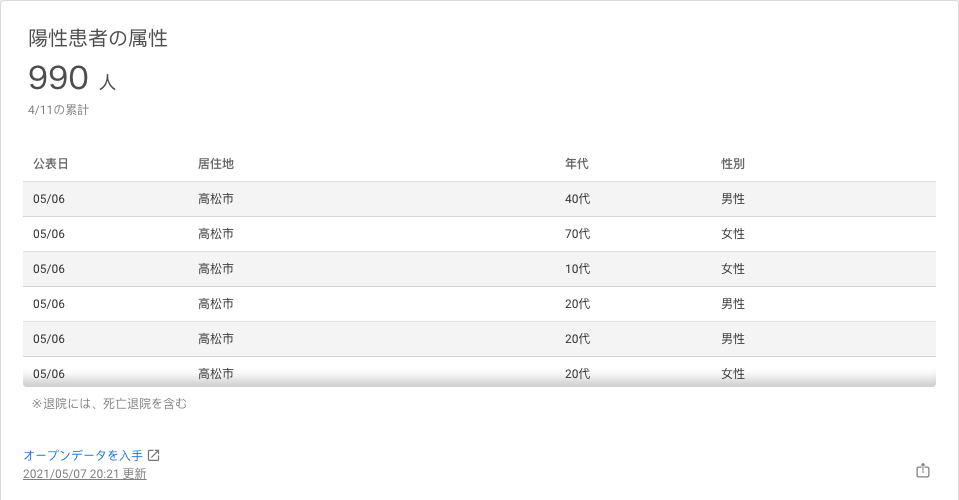 陽性患者の属性
990 人
4/11の累計
公表日 居住地 年代 性別
05/06 高松市 40代 男性
05/06 高松市 70代 女性
05/06 高松市 10代 女性
05/06 高松市 20代 男性
05/06 高松市 20代 男性
05/06 高松市 20代 女性
※退院には、死亡退院を含む
オープンデータを入手
2021/05/07 20:21 更新